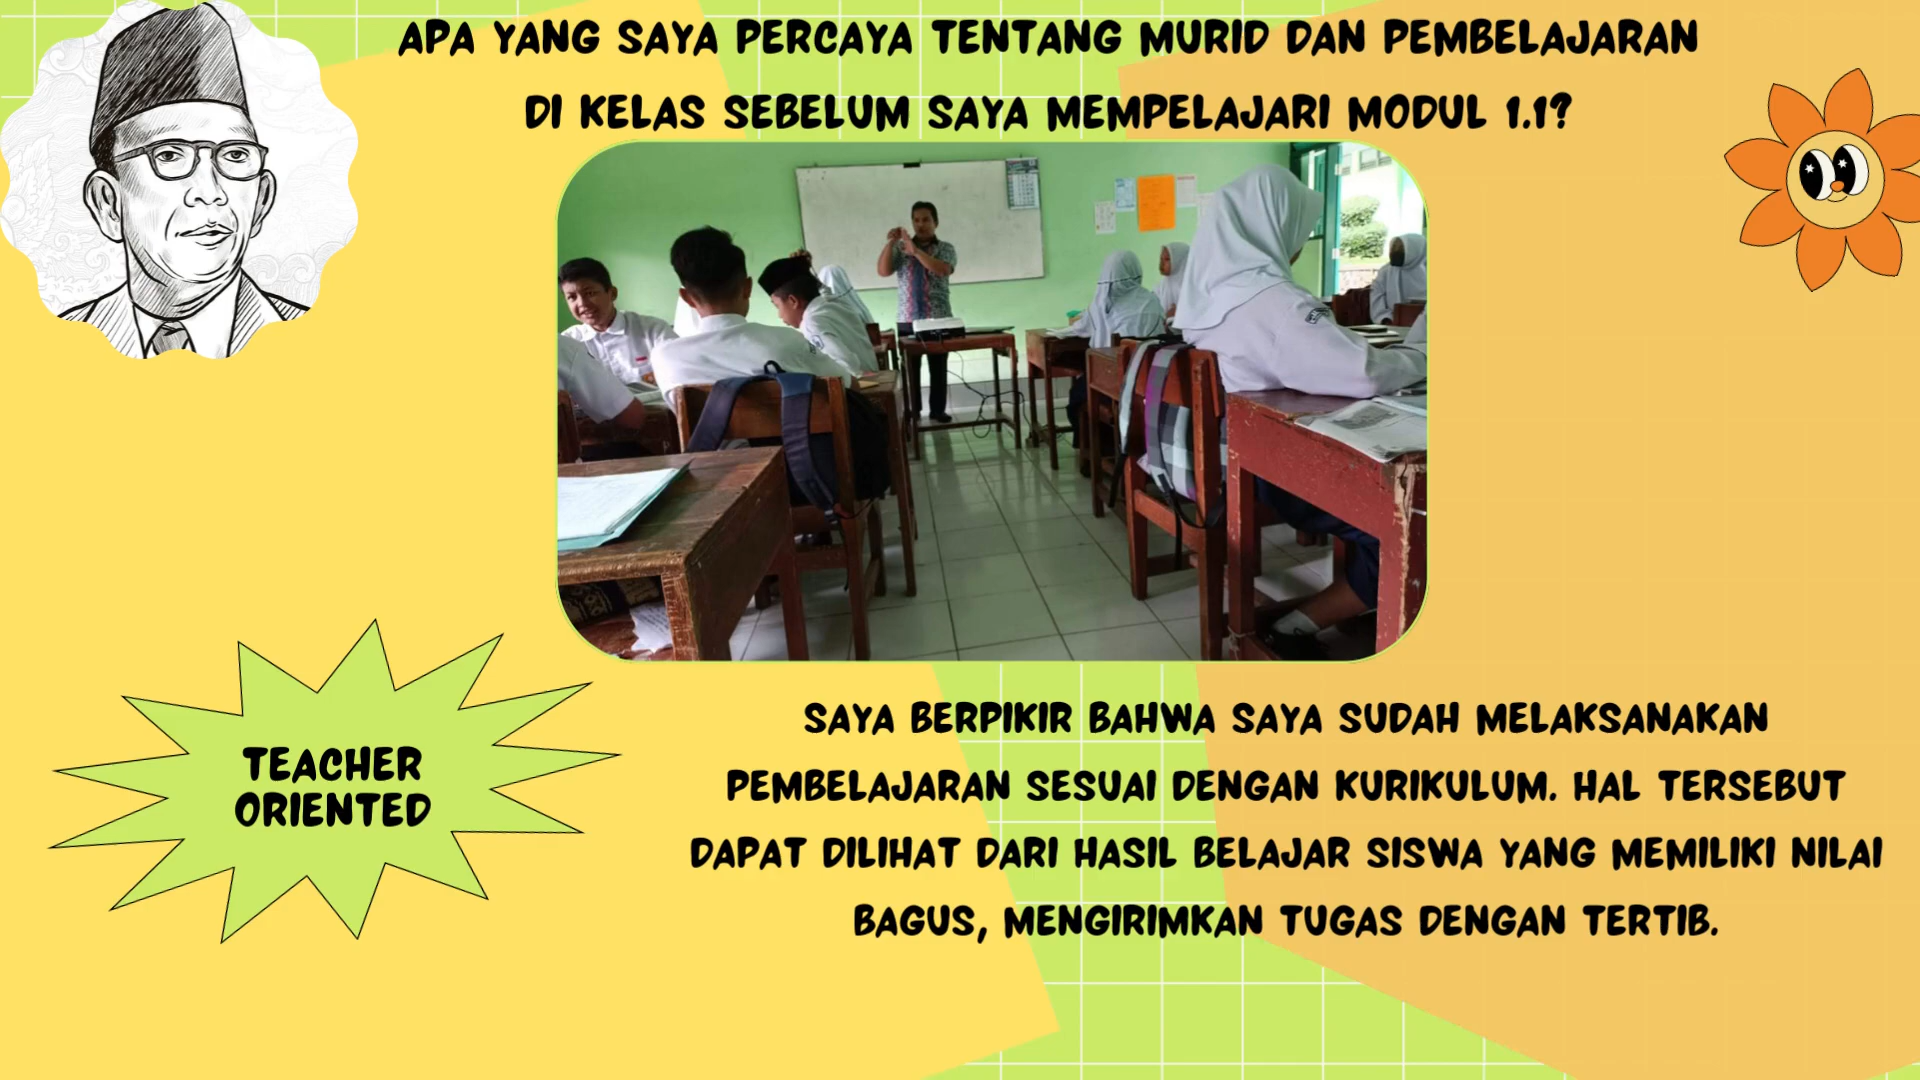 APA YANG SAYA PERCAYA TENTANG MURID DAN PEMBELAJARAN
DI KELAS SEBELUM SAYA MEMPELAJARI MODUL 1.1?
TEACHER
ORIENTED
SAYA BERPIKIR BAHWA SAYA SUDAH MELAKSANAKAN
PEMBELAJARAN SESUAI DENGAN KURIKULUM. HAL TERSEBUT
DAPAT DILIHAT DARI HASIL BELAJAR SISWA YANG MEMILIKI NILAI
BAGUS, MENGIRIMKAN TUGAS DENGAN TERTIB.